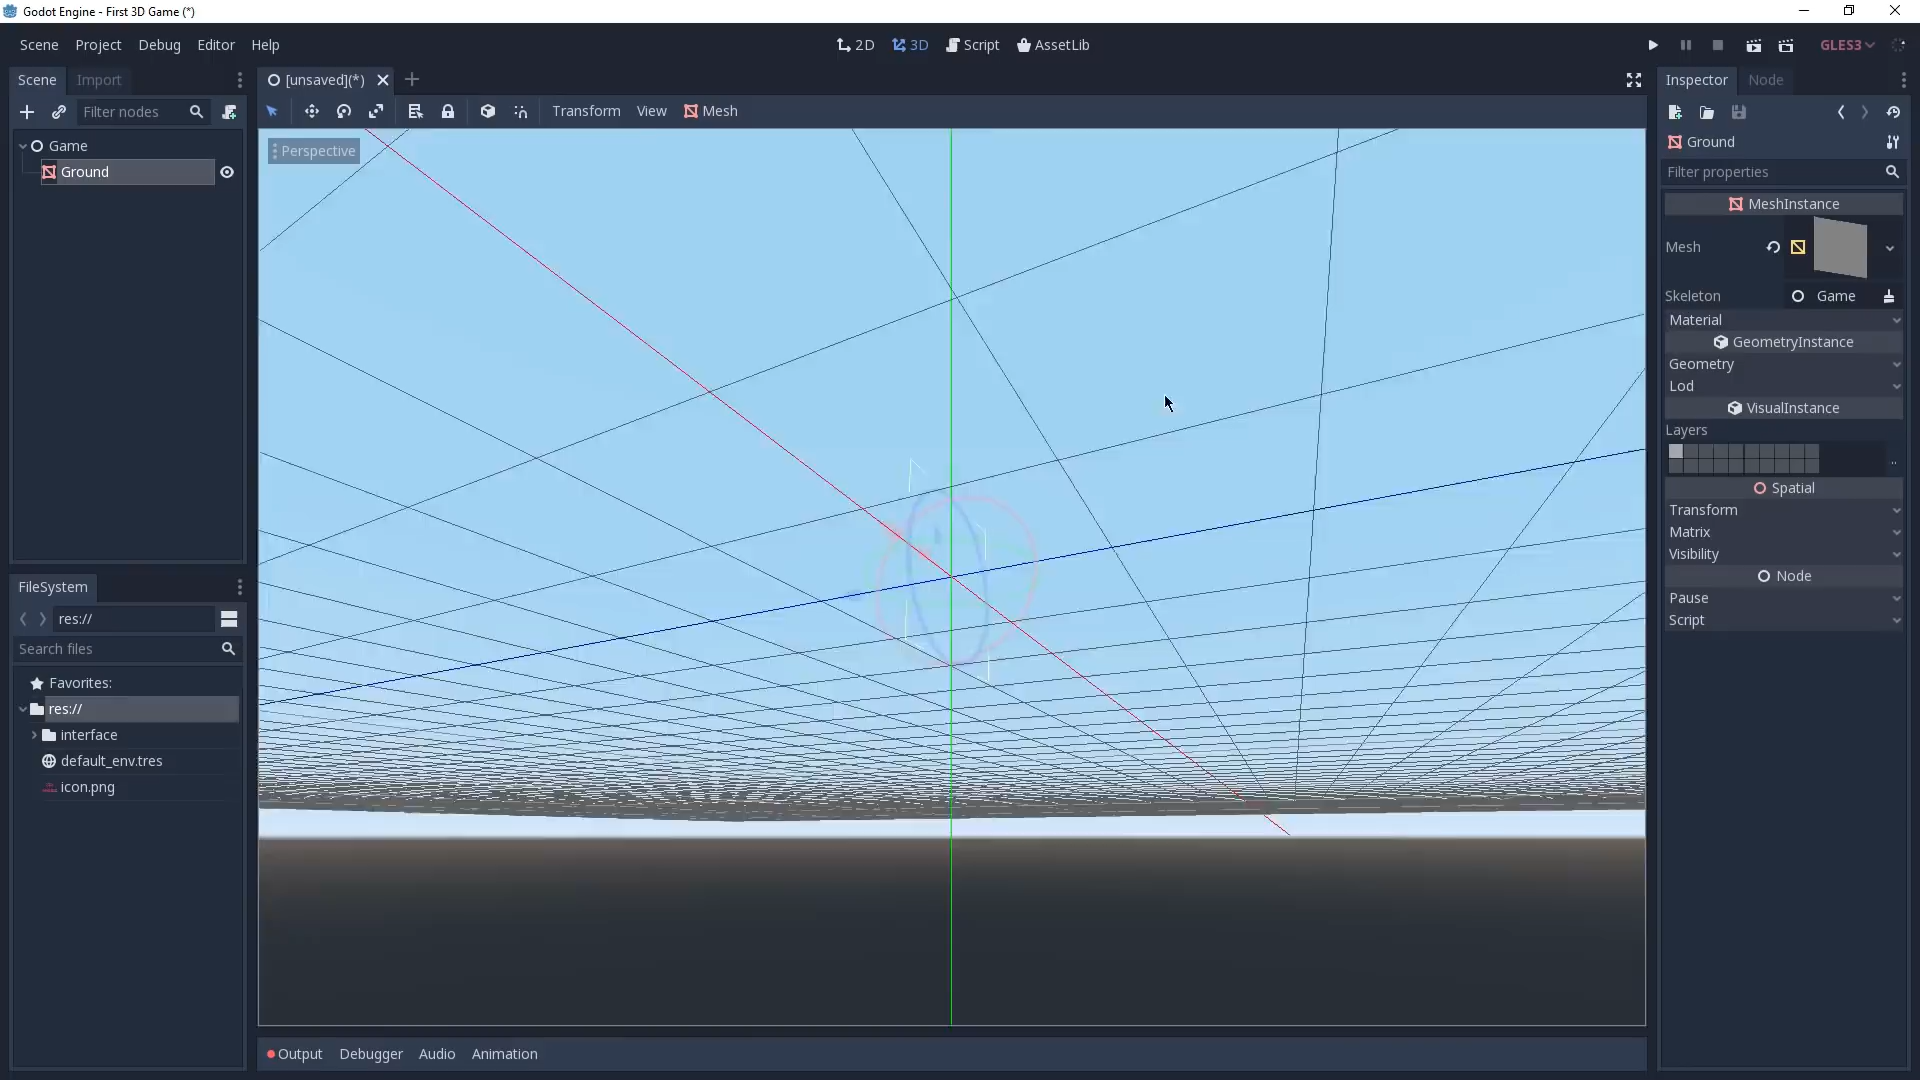 Godot Engine - First 3D Game (*)
Scene Project Debug Editor Help
2D 3D Script AssetLib
GLES3
Scene Import
[unsaved](*)
Inspector Node
Filter nodes
Transform View Mesh
Game
Ground
Perspective
Ground
Filter properties
MeshInstance
Mesh
Skeleton Game
Material
GeometryInstance
Geometry
Lod
VisualInstance
Layers
..
Spatial
Transform
Matrix
Visibility
Node
Pause
Script
FileSystem
res://
Search files
Favorites:
res://
interface
default_env.tres
icon.png
Output Debugger Audio Animation